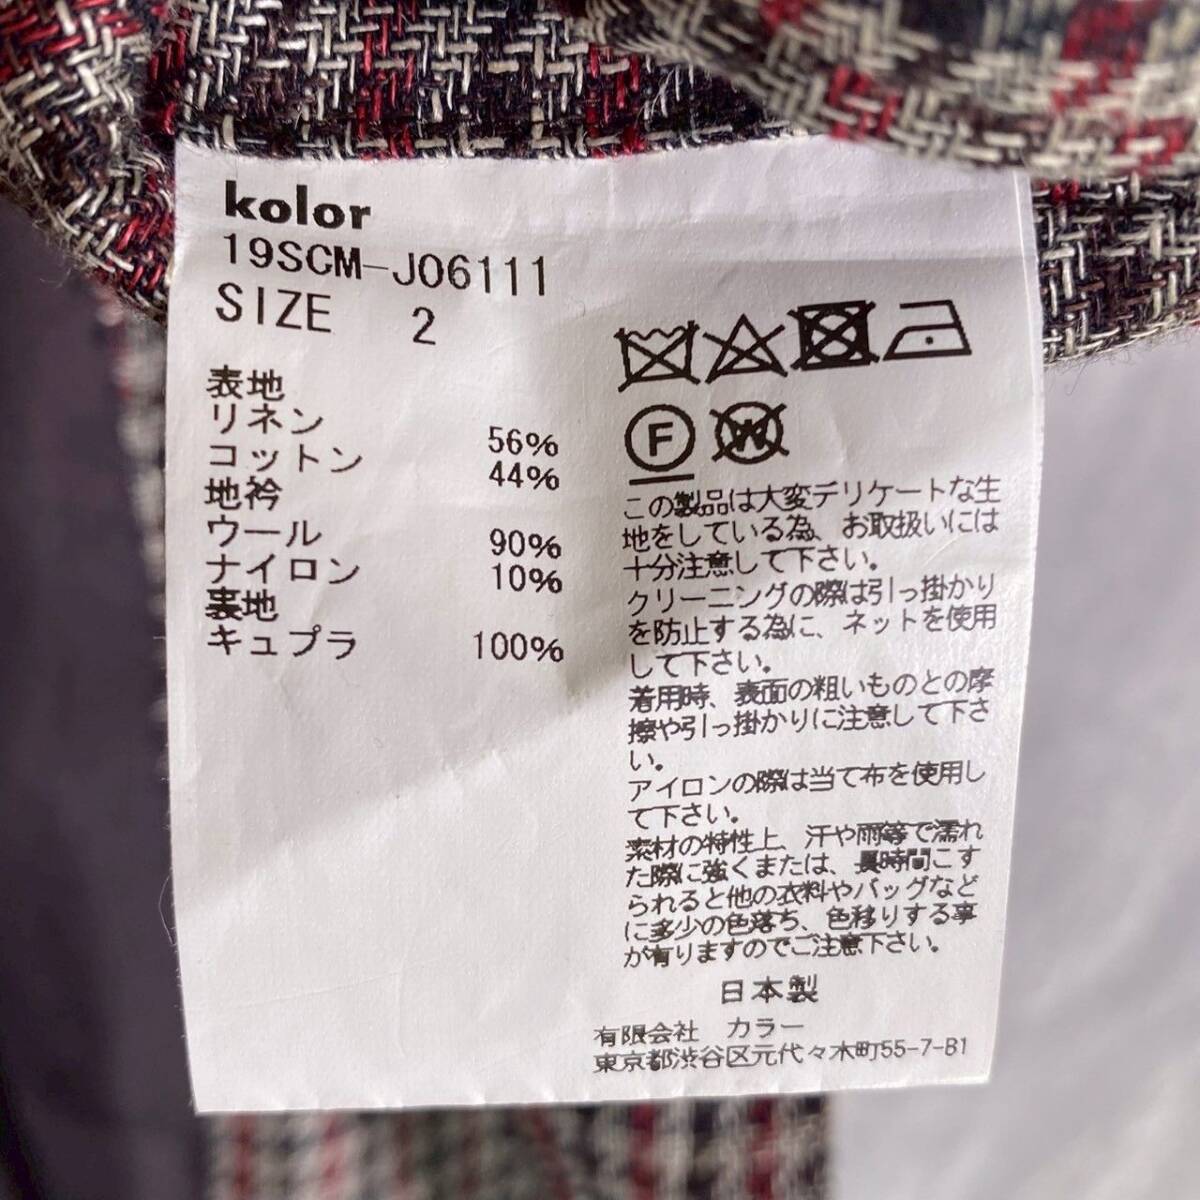 kolor
19SCM-J06111
SIZE 2
表地
リネン 56%
コットン 44%
地衿
ウール 90%
ナイロン 10%
裏地
キュプラ 100%
F
W
この製品は大変デリケートな生
地をしている為、お取扱いには
十分注意して下さい。
クリーニングの際は引っ掛かり
を防止する為に、ネットを使用
して下さい。
着用時、表面の粗いものとの摩
擦や引っ掛かりに注意して下さ
い。
アイロンの際は当て布を使用し
て下さい。
素材の特性上、汗や雨等で濡れ
た際に強くまたは、長時間こす
られると他の衣料やバッグなど
に多少の色落ち、色移りする事
が有りますのでご注意下さい。
日本製
有限会社 カラー
東京都渋谷区元代々木町55-7-B1